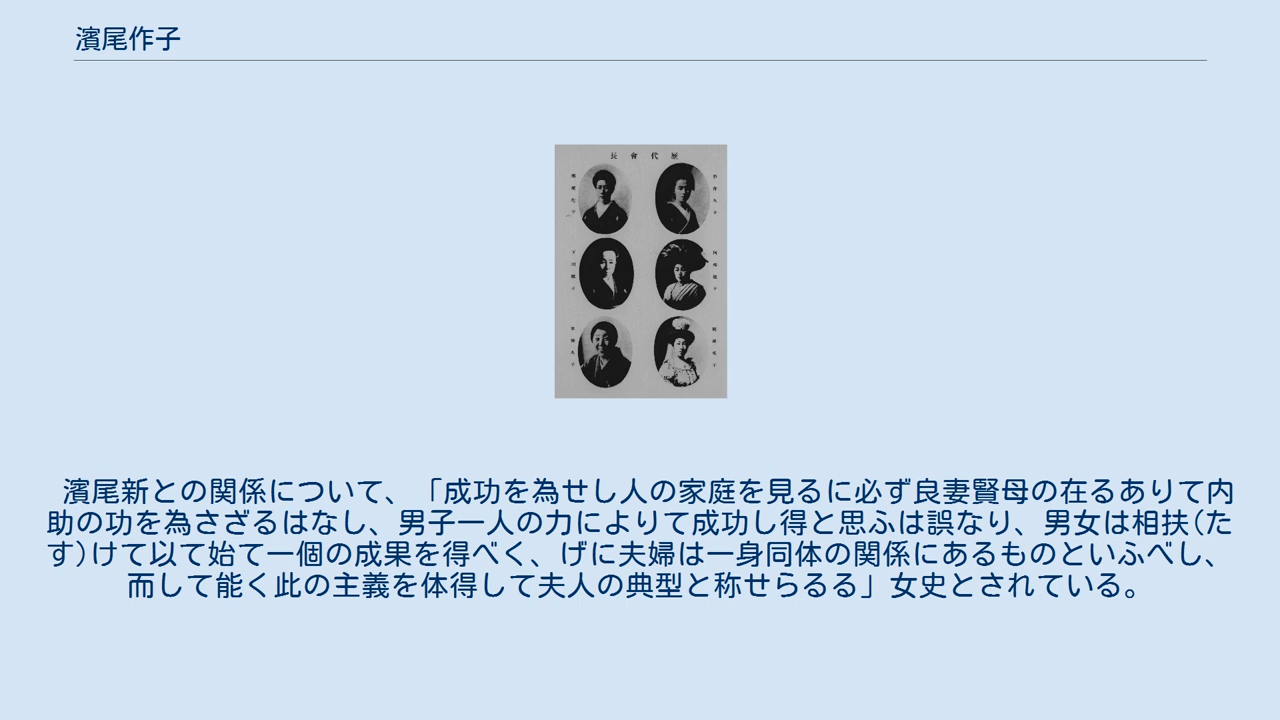 濱尾作子
長會代歷
濱尾新との関係について、「成功を為せし人の家庭を見るに必ず良妻賢母の在るありて内
助の功を為さざるはなし、男子一人の力によりて成功し得と思ふは誤なり、男女は相扶(た
す)けて以て始て一個の成果を得べく、げに夫婦は一身同体の関係にあるものといふべし、
而して能く此の主義を体得して夫人の典型と称せらるる」女史とされている。